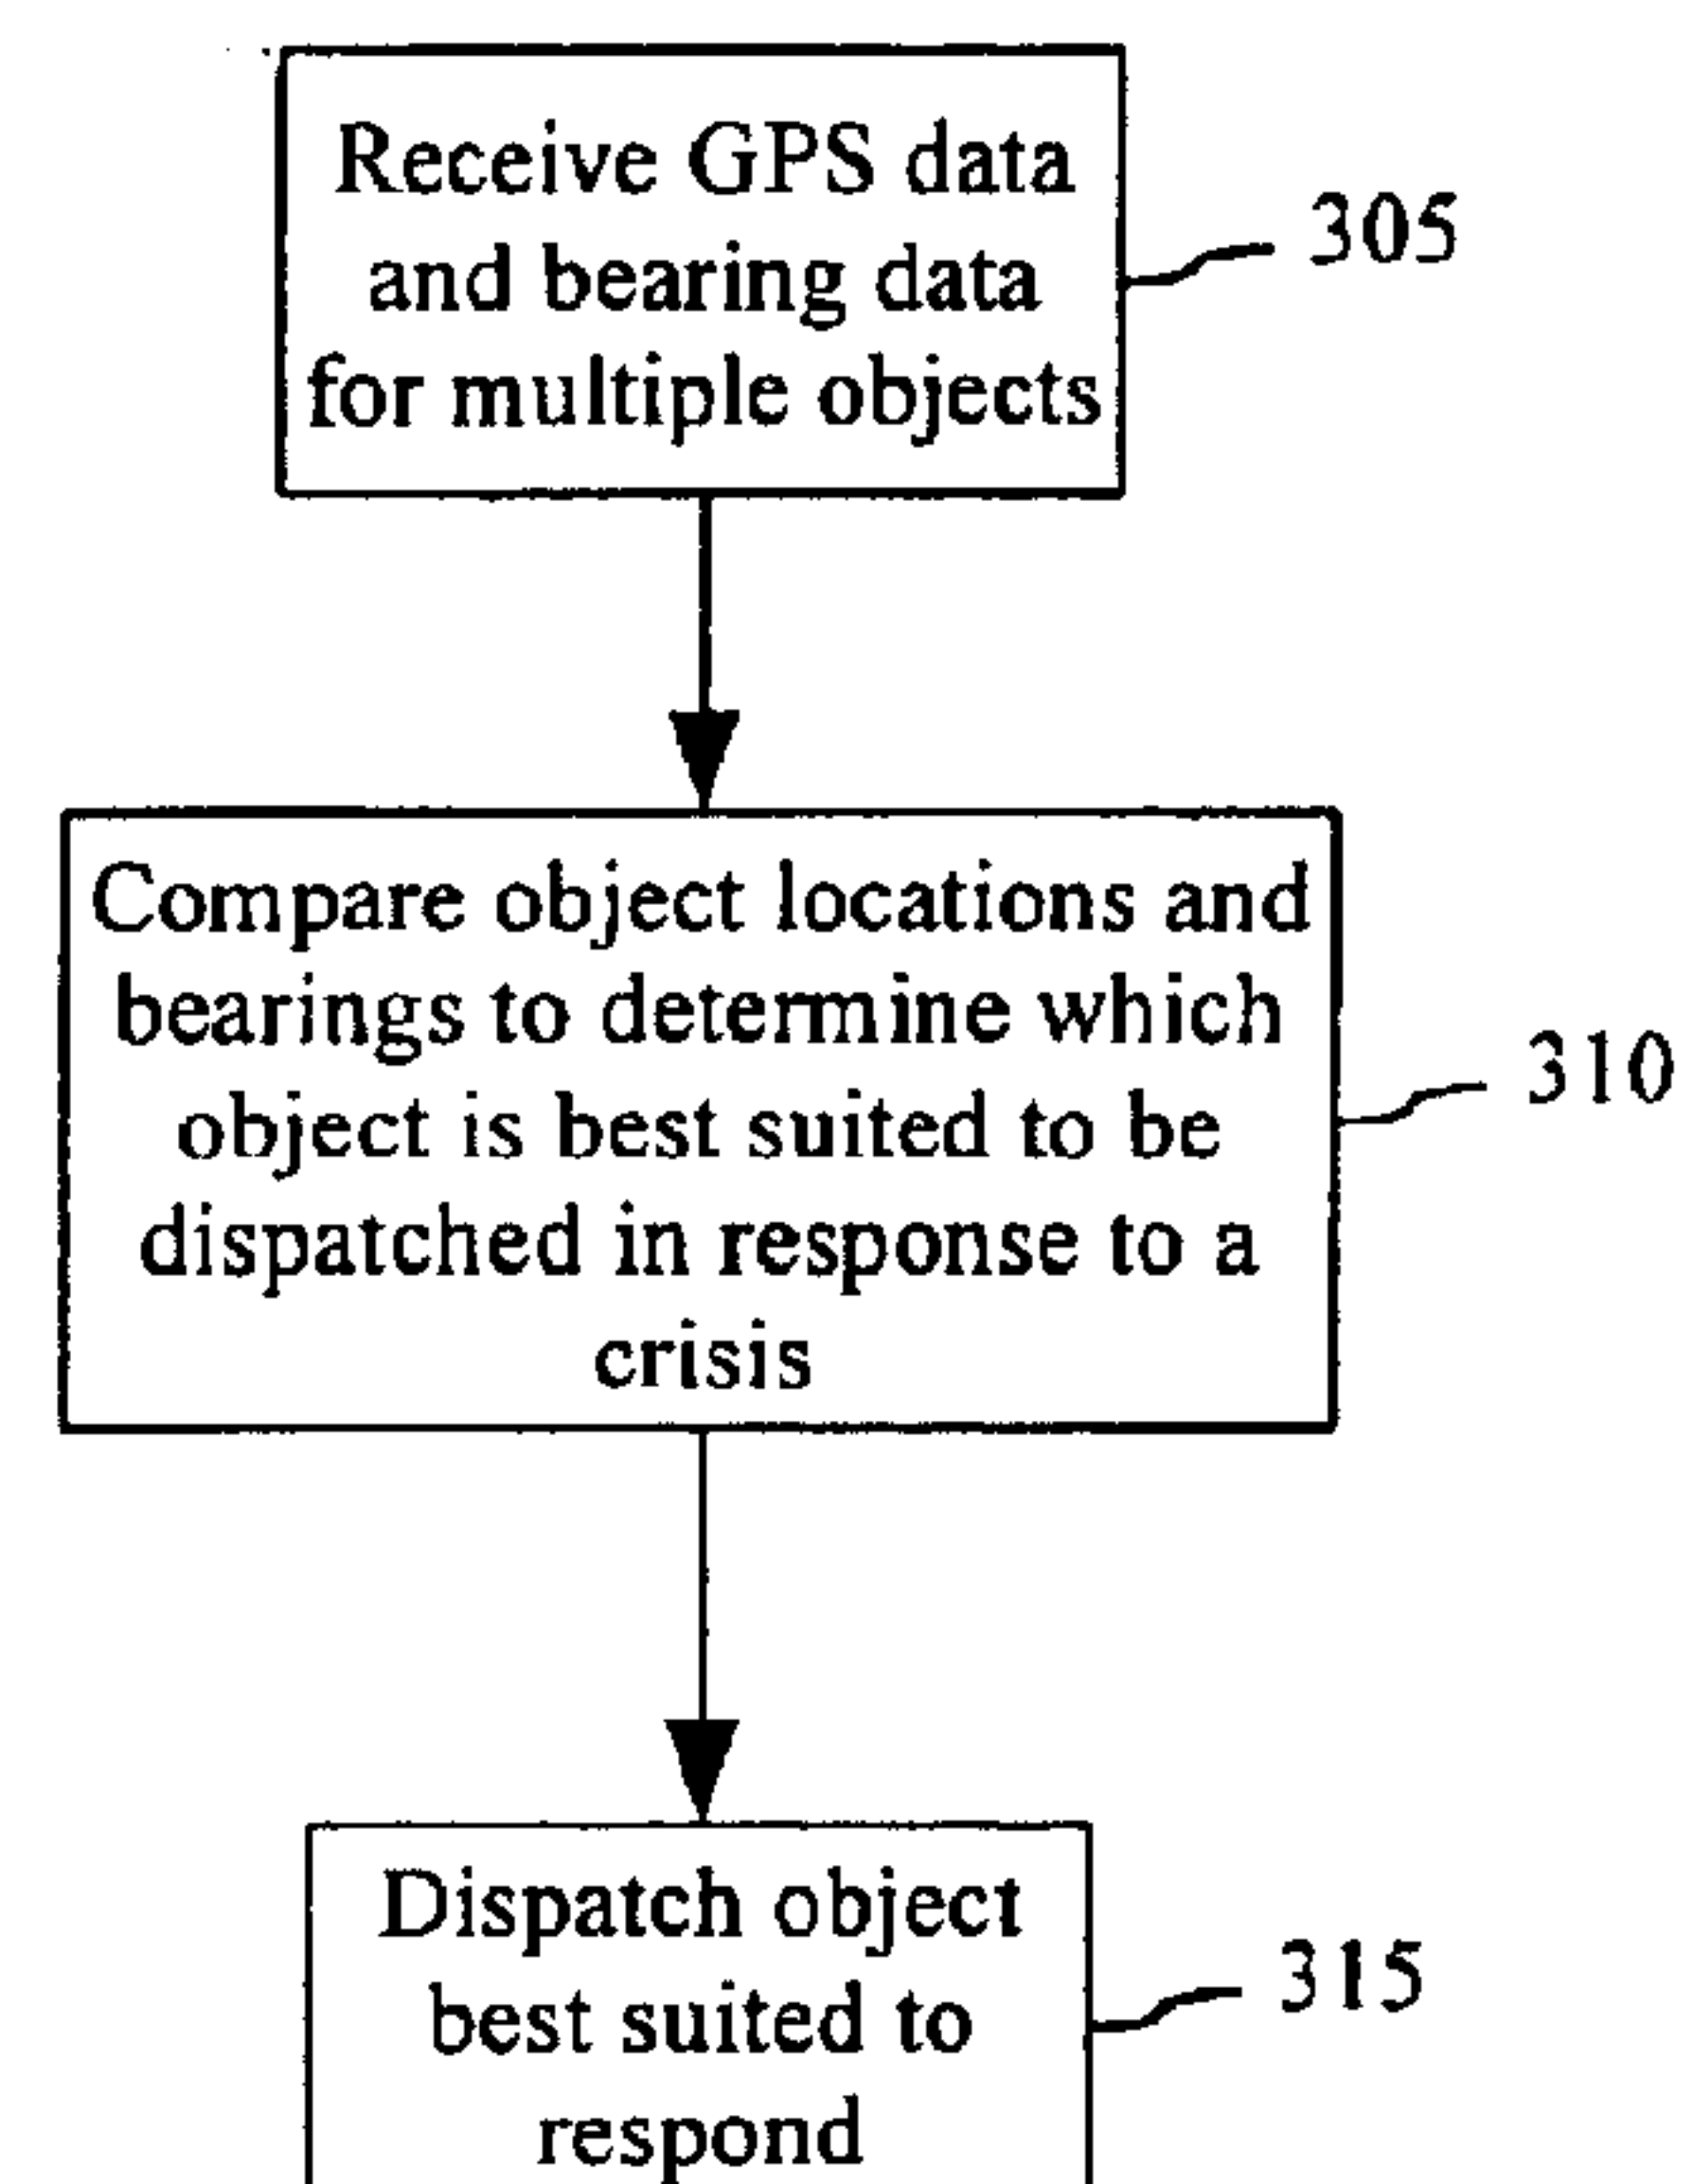 Receive GPS data
and bearing data
for multiple objects
305
Compare object locations and
bearings to determine which
object is best suited to be
dispatched in response to a
crisis
310
Dispatch object
best suited to
respond
315